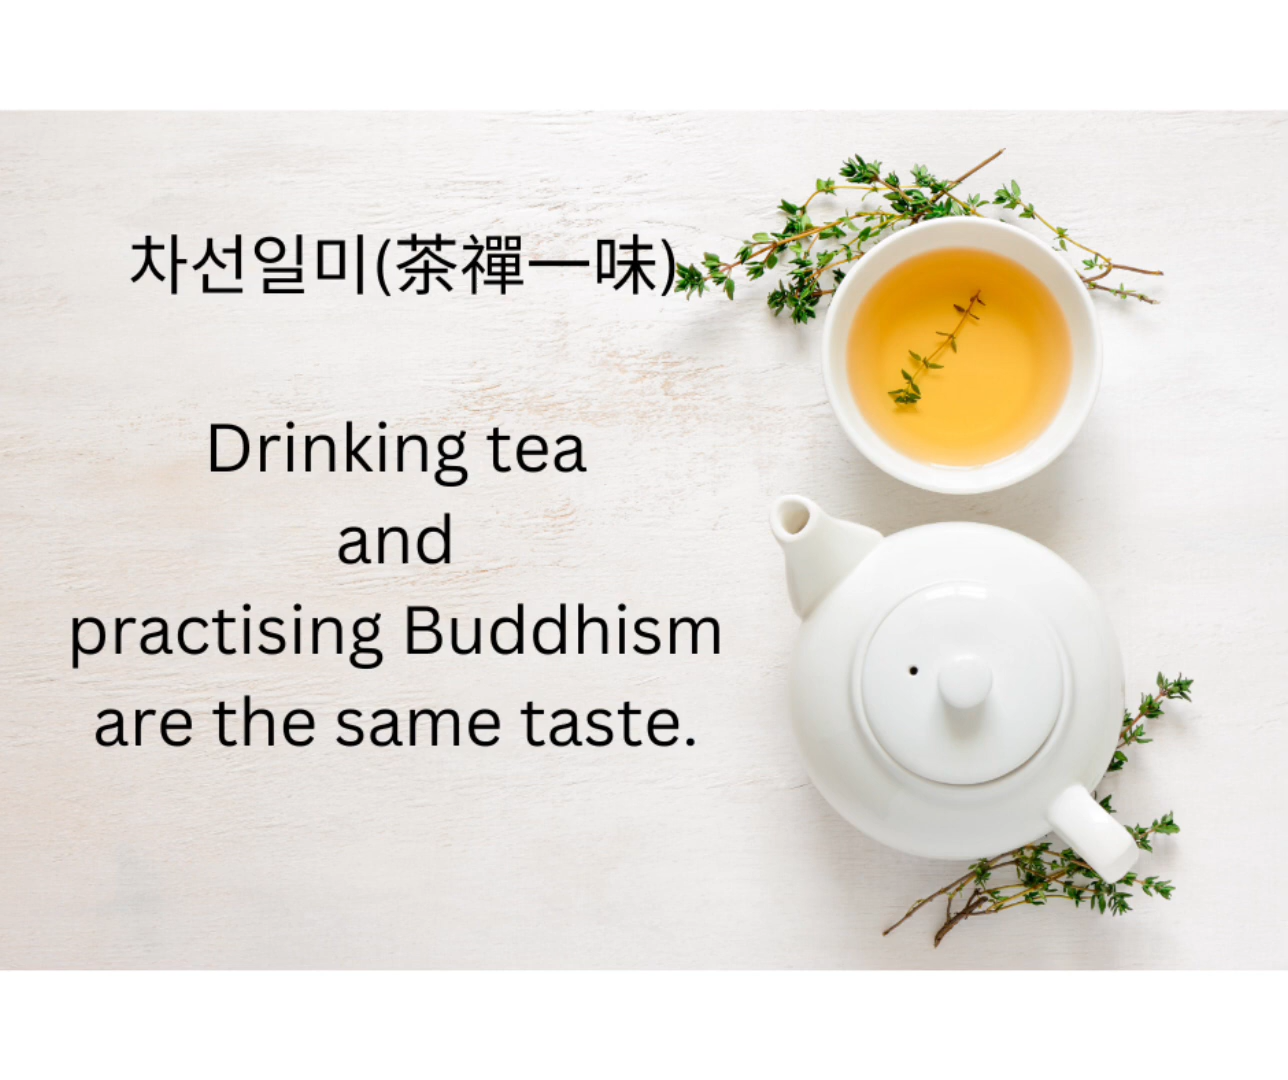 차선일미(茶禪一味)
Drinking tea
and
practising Buddhism
are the same taste.